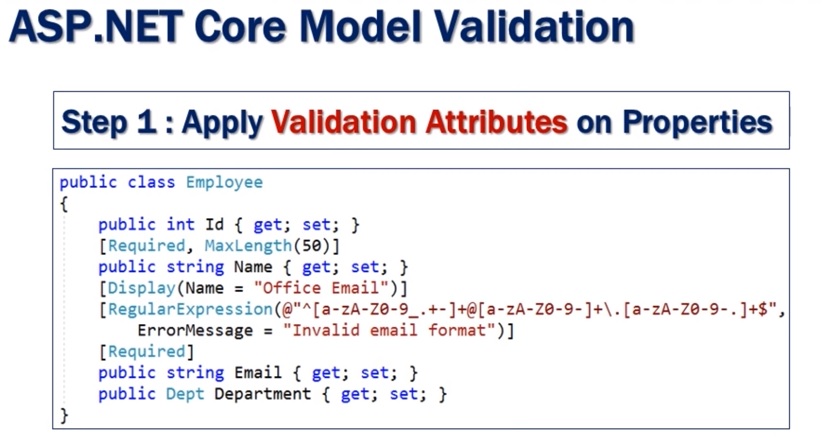 ASP.NET Core Model Validation
Step 1 : Apply Validation Attributes on Properties
public class Employee
{
    public int Id { get; set; }
    [Required, MaxLength(50)]
    public string Name { get; set; }
    [Display(Name = "Office Email")]
    [RegularExpression(@"^[a-zA-Z0-9_.+-]+@[a-zA-Z0-9-]+\.[a-zA-Z0-9-.]+$",
        ErrorMessage = "Invalid email format")]
    [Required]
    public string Email { get; set; }
    public Dept Department { get; set; }
}